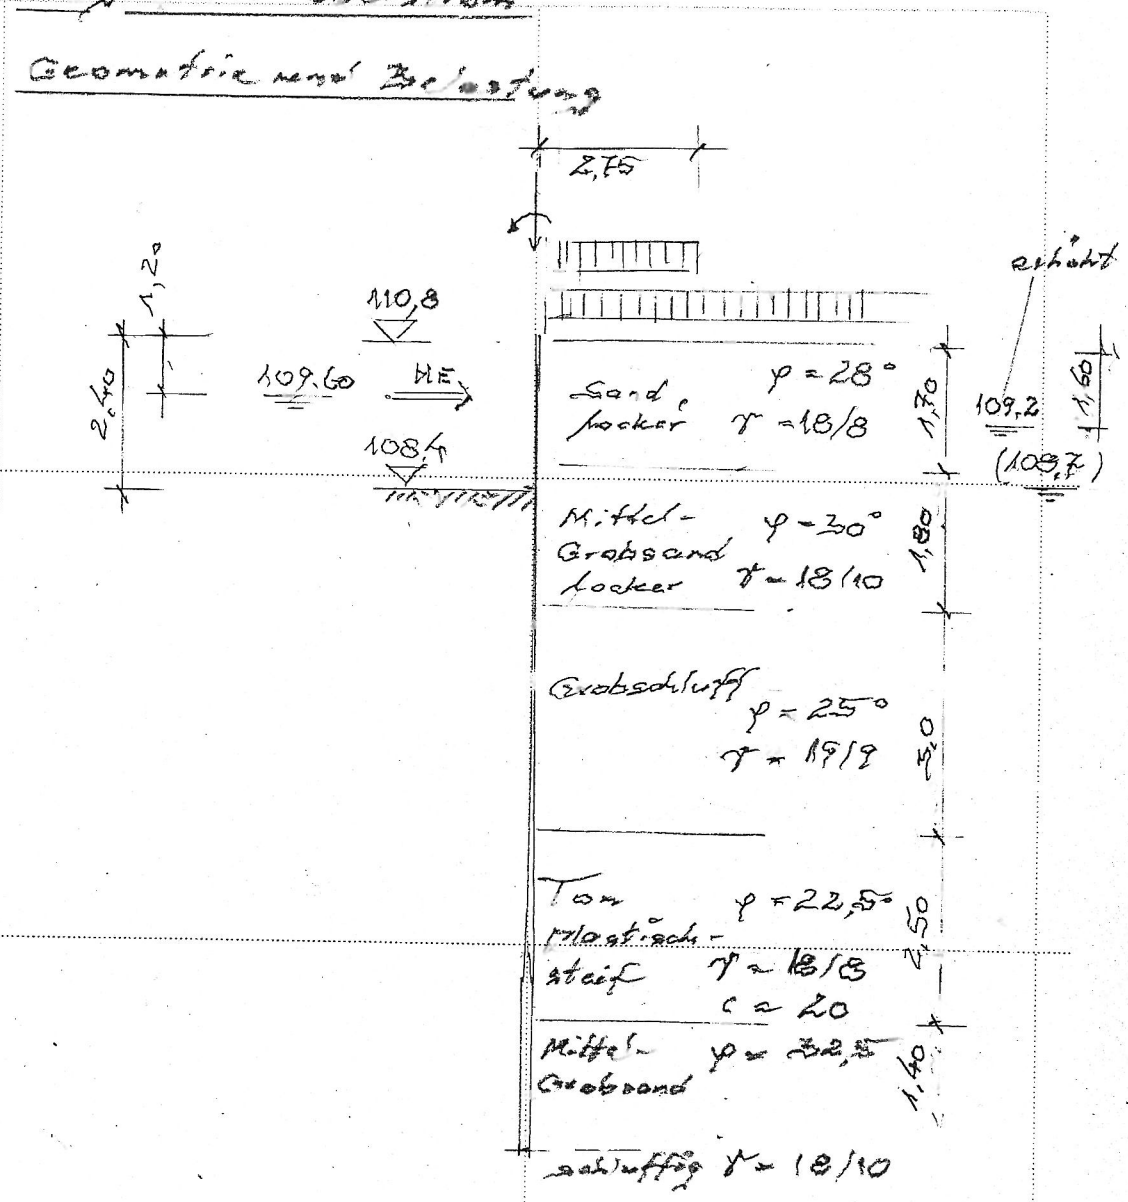 Geometrie und Belastung
2,75
erhöht
1,20
110,8
2.40
109.60
HE
Sand,
locker
φ = 28°
γ = 18/8
1,70
109,2
1,60
(108,7)
108,4
Mittel-
Grobsand
locker
φ = 30°
γ = 18/10
1,80
Grobschluff
φ = 25°
γ = 19/9
3,0
Ton
plastisch-
steif
φ = 22,5°
γ = 18/8
c = 20
2,50
Mittel-
Grobsand
φ = 32,5
1,40
schluffig γ = 18/10